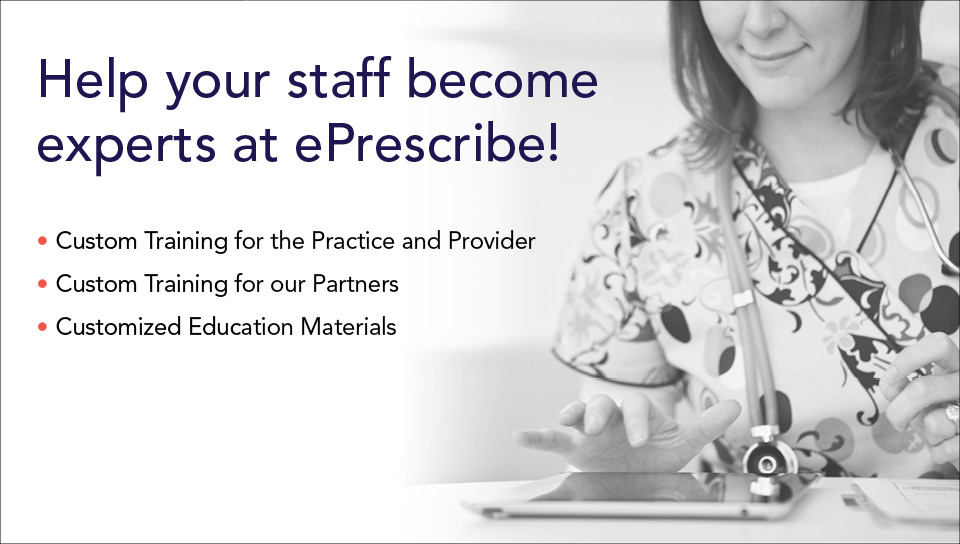 Help your staff become
experts at ePrescribe!
• Custom Training for the Practice and Provider
• Custom Training for our Partners
• Customized Education Materials